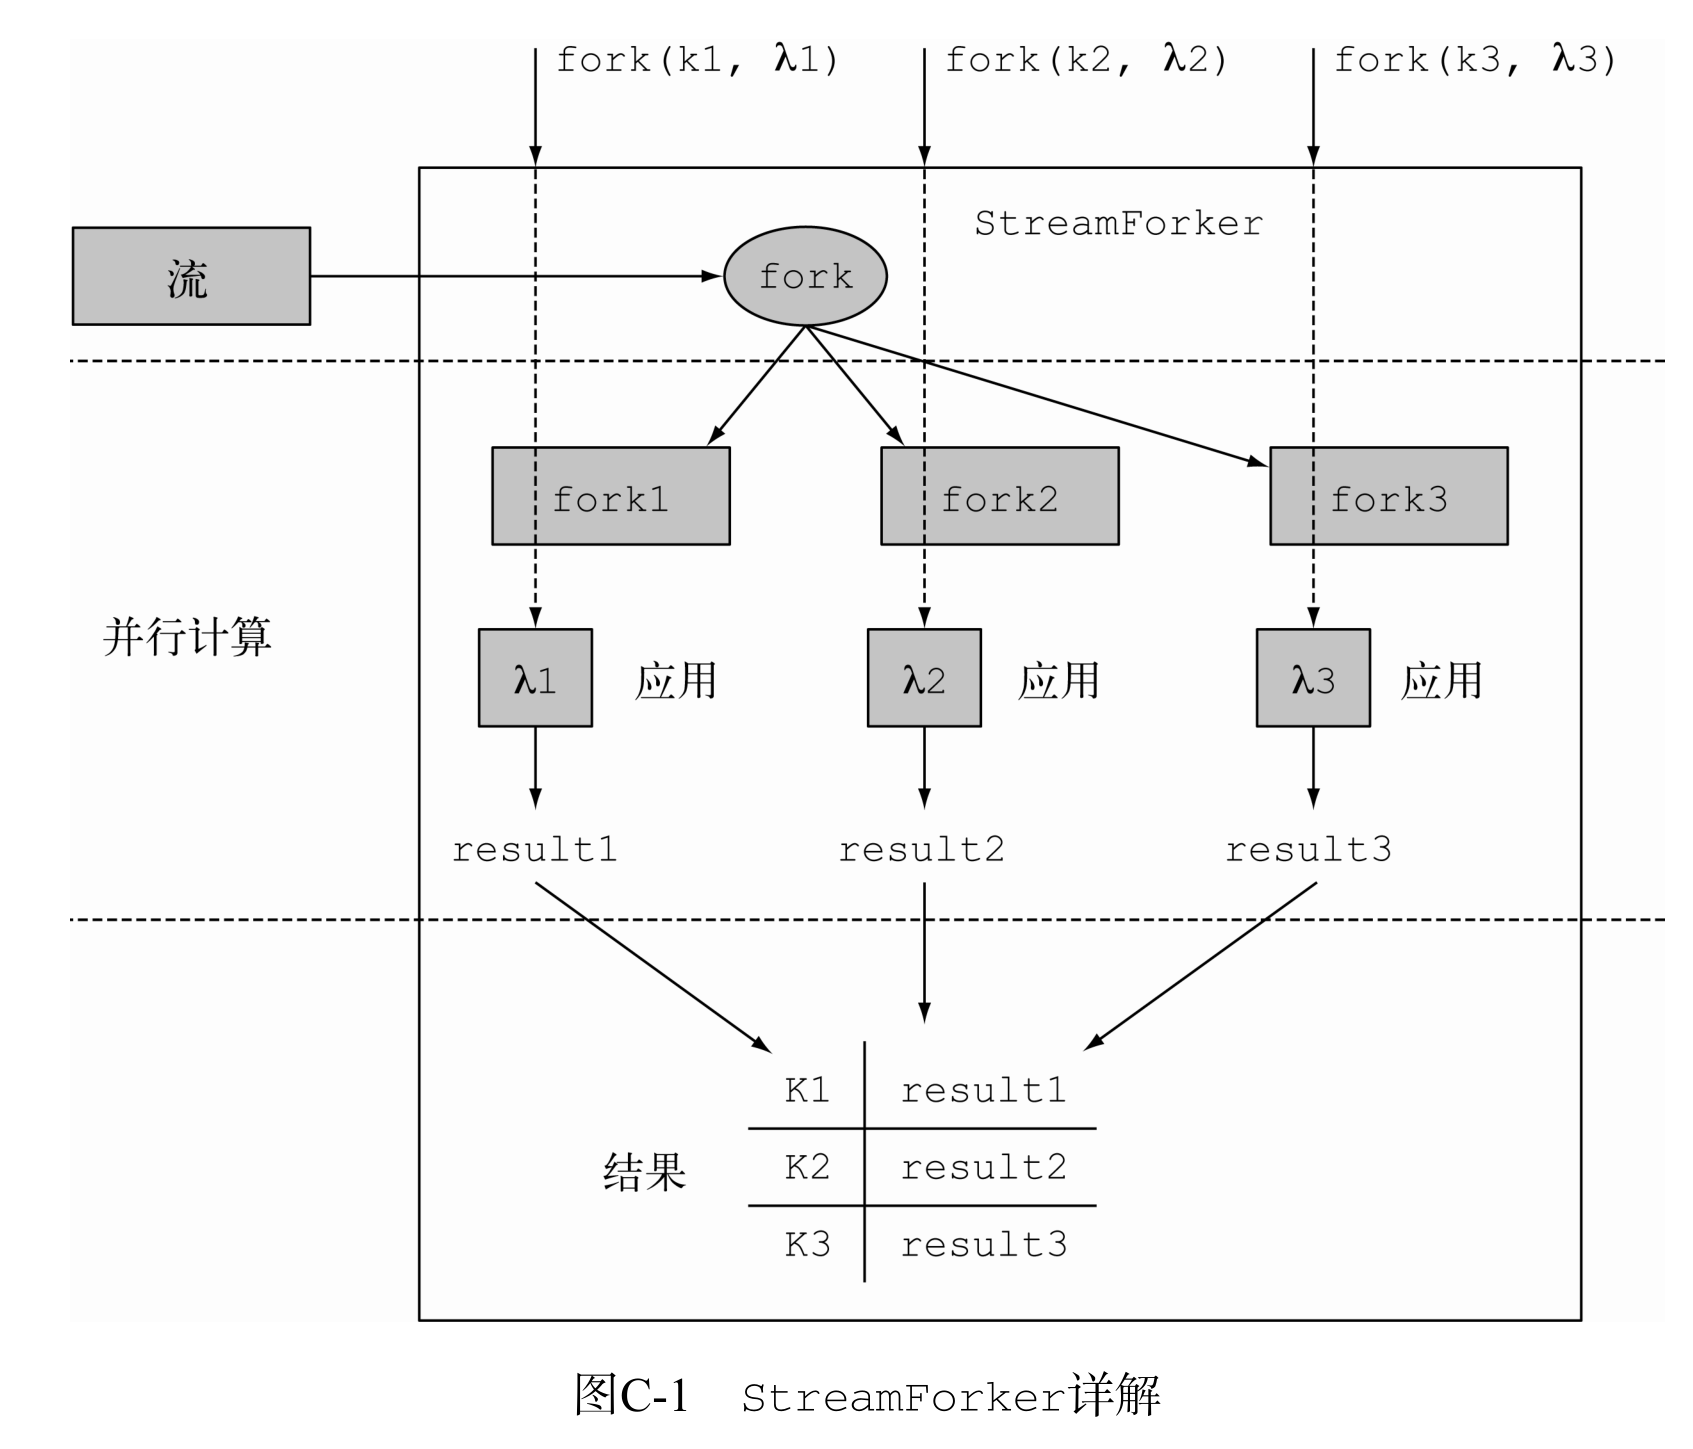 fork(k1, λ1)
fork(k2, λ2)
fork(k3, λ3)
StreamForker
流
fork
fork1
fork2
fork3
并行计算
λ1
应用
λ2
应用
λ3
应用
result1
result2
result3
K1 result1
结果
K2 result2
K3 result3
图C-1 StreamForker详解